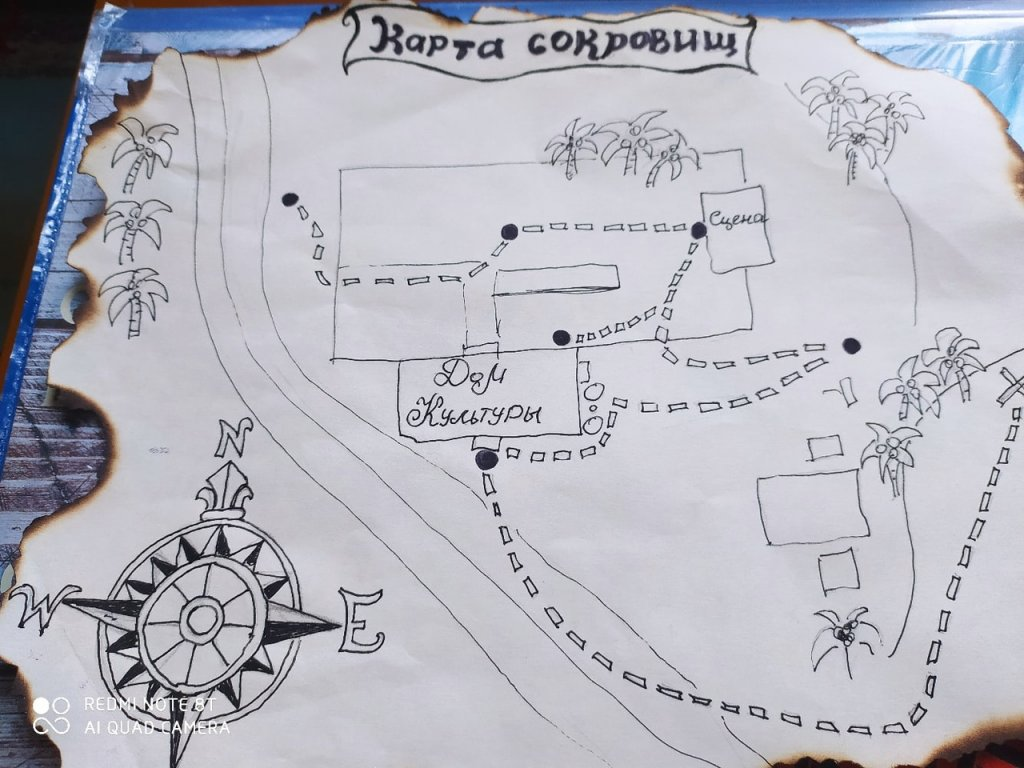 Карта сокровищ
Сцена
Дом
Культуры
N
W
E
REDMI NOTE 8T
AI QUAD CAMERA